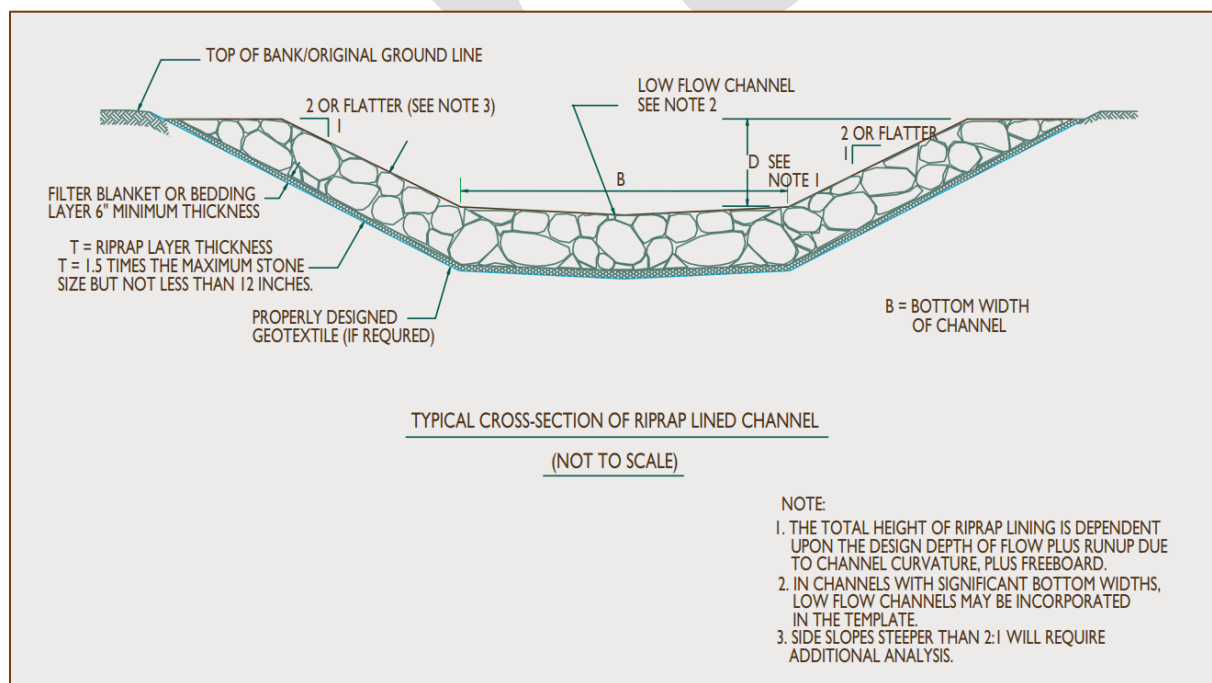 TOP OF BANK/ORIGINAL GROUND LINE
2 OR FLATTER (SEE NOTE 3)
1
LOW FLOW CHANNEL
SEE NOTE 2
2 OR FLATTER
1
D SEE
NOTE 1
B
FILTER BLANKET OR BEDDING
LAYER 6" MINIMUM THICKNESS
T = RIPRAP LAYER THICKNESS
T = 1.5 TIMES THE MAXIMUM STONE
SIZE BUT NOT LESS THAN 12 INCHES.
PROPERLY DESIGNED
GEOTEXTILE (IF REQURED)
B = BOTTOM WIDTH
OF CHANNEL
TYPICAL CROSS-SECTION OF RIPRAP LINED CHANNEL
(NOT TO SCALE)
NOTE:
1. THE TOTAL HEIGHT OF RIPRAP LINING IS DEPENDENT
UPON THE DESIGN DEPTH OF FLOW PLUS RUNUP DUE
TO CHANNEL CURVATURE, PLUS FREEBOARD.
2. IN CHANNELS WITH SIGNIFICANT BOTTOM WIDTHS,
LOW FLOW CHANNELS MAY BE INCORPORATED
IN THE TEMPLATE.
3. SIDE SLOPES STEEPER THAN 2:1 WILL REQUIRE
ADDITIONAL ANALYSIS.